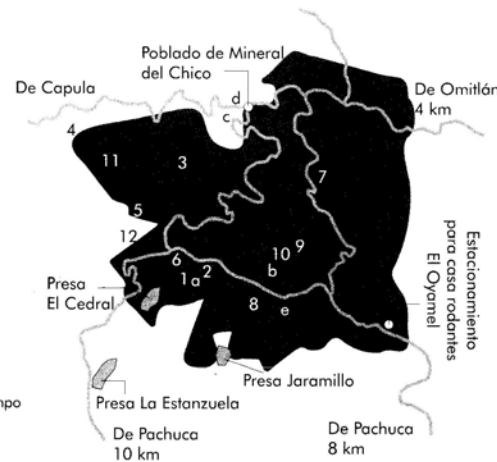 Poblado de Mineral
del Chico
De Capula
De Omitlán
4 km
d
c
4
11
3
7
5
12
9
10
6
2
1a
b
8
e
Estacionamiento
para casa rodantes
El Oyamel
Presa
El Cedral
Presa Jaramillo
Presa La Estanzuela
mpo
De Pachuca
10 km
De Pachuca
8 km